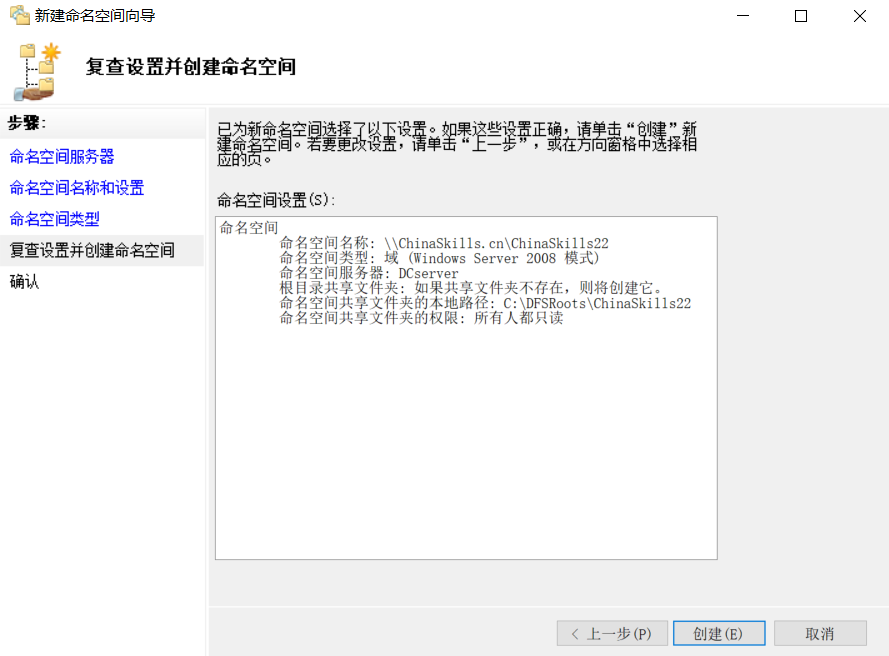 新建命名空间向导
复查设置并创建命名空间
步骤:
命名空间服务器
命名空间名称和设置
命名空间类型
复查设置并创建命名空间
确认
已为新命名空间选择了以下设置。如果这些设置正确，请单击“创建”新
建命名空间。若要更改设置，请单击“上一步”，或在方向窗格中选择相
应的页。
命名空间设置(S):
命名空间
命名空间名称: \\ChinaSkills.cn\ChinaSkills22
命名空间类型: 域 (Windows Server 2008 模式)
命名空间服务器: DCserver
根目录共享文件夹: 如果共享文件夹不存在，则将创建它。
命名空间共享文件夹的本地路径: C:\DFSRoots\ChinaSkills22
命名空间共享文件夹的权限: 所有人都只读
< 上一步(P)
创建(E)
取消